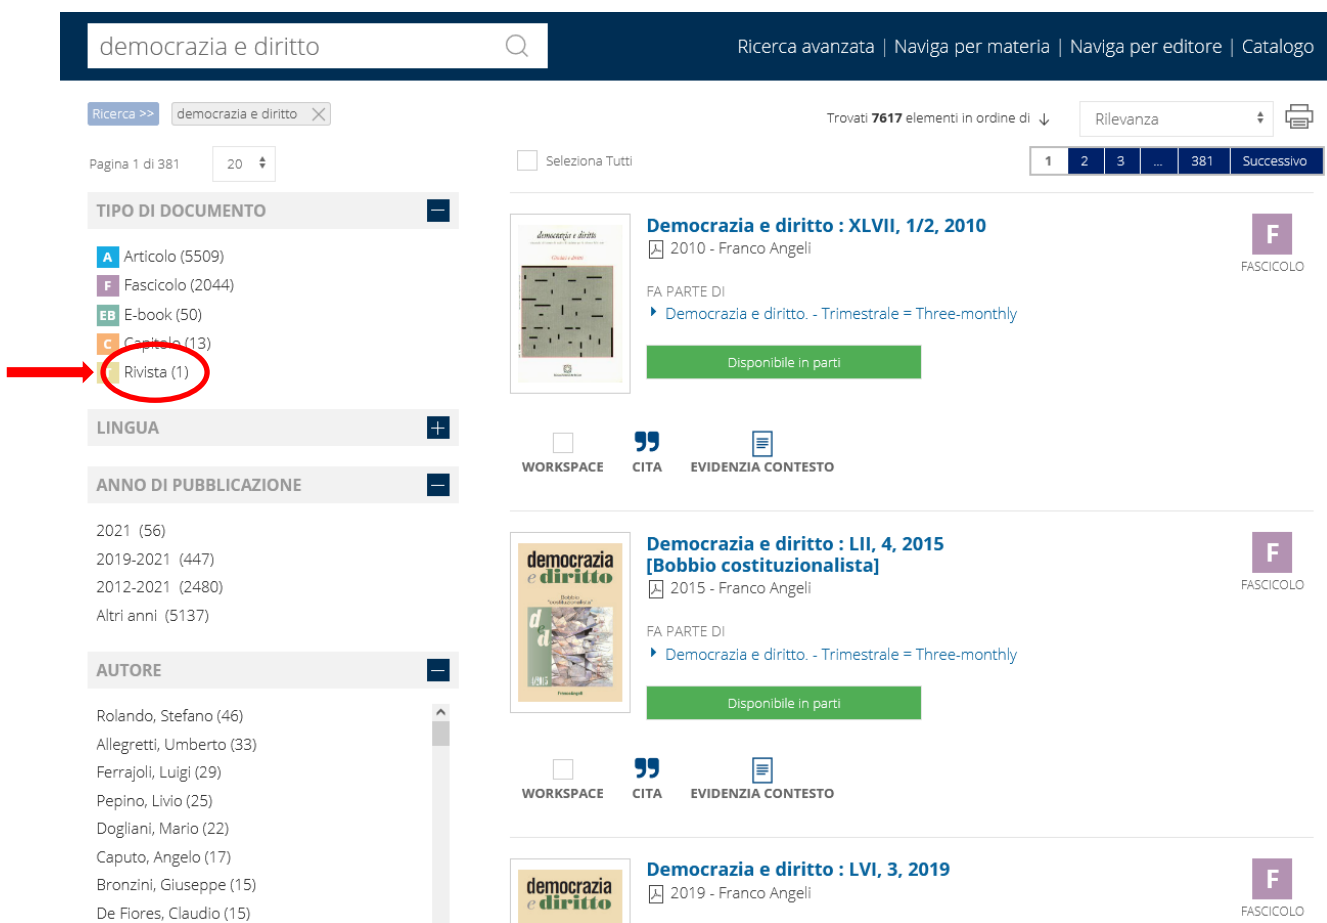 democrazia e diritto
Ricerca avanzata | Naviga per materia | Naviga per editore | Catalogo
Ricerca >>
democrazia e diritto
Trovati 7617 elementi in ordine di
Rilevanza
Pagina 1 di 381
20
Seleziona Tutti
1 2 3 ... 381 Successivo
TIPO DI DOCUMENTO
A Articolo (5509)
F Fascicolo (2044)
EB E-book (50)
C Capitolo (13)
Rivista (1)
LINGUA
ANNO DI PUBBLICAZIONE
2021 (56)
2019-2021 (447)
2012-2021 (2480)
Altri anni (5137)
AUTORE
Rolando, Stefano (46)
Allegretti, Umberto (33)
Ferrajoli, Luigi (29)
Pepino, Livio (25)
Dogliani, Mario (22)
Caputo, Angelo (17)
Bronzini, Giuseppe (15)
De Fiores, Claudio (15)
democrazia e diritto
Democrazia e diritto : XLVII, 1/2, 2010
2010 - Franco Angeli
FA PARTE DI
Democrazia e diritto. - Trimestrale = Three-monthly
Disponibile in parti
F
FASCICOLO
WORKSPACE CITA EVIDENZIA CONTESTO
democrazia
e diritto
Bobbio
"costituzionalista"
d
e
d
4/2015
FrancoAngeli
Democrazia e diritto : LII, 4, 2015
[Bobbio costituzionalista]
2015 - Franco Angeli
FA PARTE DI
Democrazia e diritto. - Trimestrale = Three-monthly
Disponibile in parti
F
FASCICOLO
WORKSPACE CITA EVIDENZIA CONTESTO
democrazia
e diritto
Democrazia e diritto : LVI, 3, 2019
2019 - Franco Angeli
F
FASCICOLO